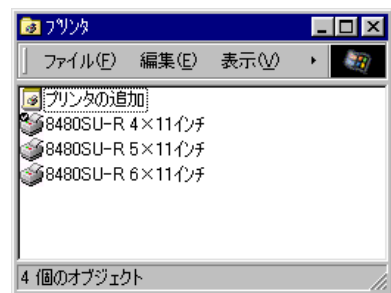 プリンタ
ファイル(F) 編集(E) 表示(V)
プリンタの追加
8480SU-R 4×11インチ
8480SU-R 5×11インチ
8480SU-R 6×11インチ
4 個のオブジェクト